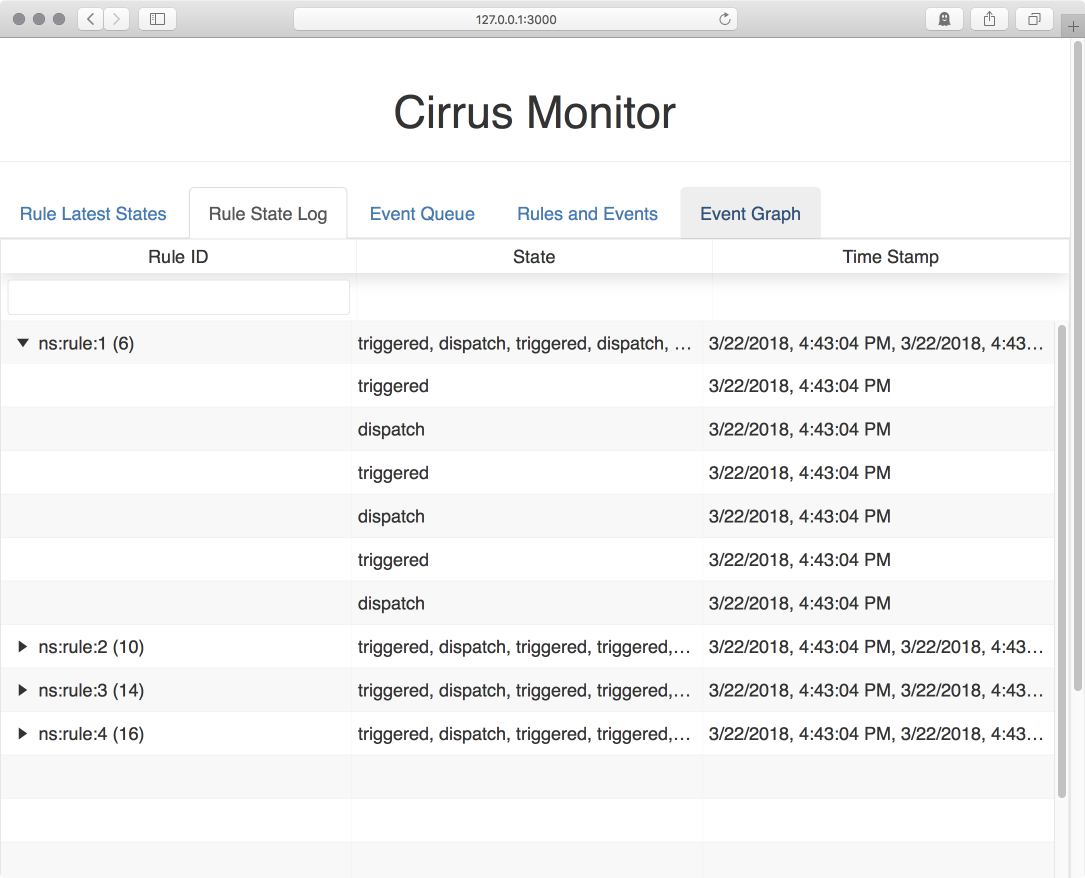 127.0.0.1:3000
Cirrus Monitor
Rule Latest States Rule State Log Event Queue Rules and Events Event Graph
Rule ID State Time Stamp
ns:rule:1 (6) triggered, dispatch, triggered, dispatch, … 3/22/2018, 4:43:04 PM, 3/22/2018, 4:43…
triggered 3/22/2018, 4:43:04 PM
dispatch 3/22/2018, 4:43:04 PM
triggered 3/22/2018, 4:43:04 PM
dispatch 3/22/2018, 4:43:04 PM
triggered 3/22/2018, 4:43:04 PM
dispatch 3/22/2018, 4:43:04 PM
ns:rule:2 (10) triggered, dispatch, triggered, triggered,… 3/22/2018, 4:43:04 PM, 3/22/2018, 4:43…
ns:rule:3 (14) triggered, dispatch, triggered, triggered,… 3/22/2018, 4:43:04 PM, 3/22/2018, 4:43…
ns:rule:4 (16) triggered, dispatch, triggered, triggered,… 3/22/2018, 4:43:04 PM, 3/22/2018, 4:43…